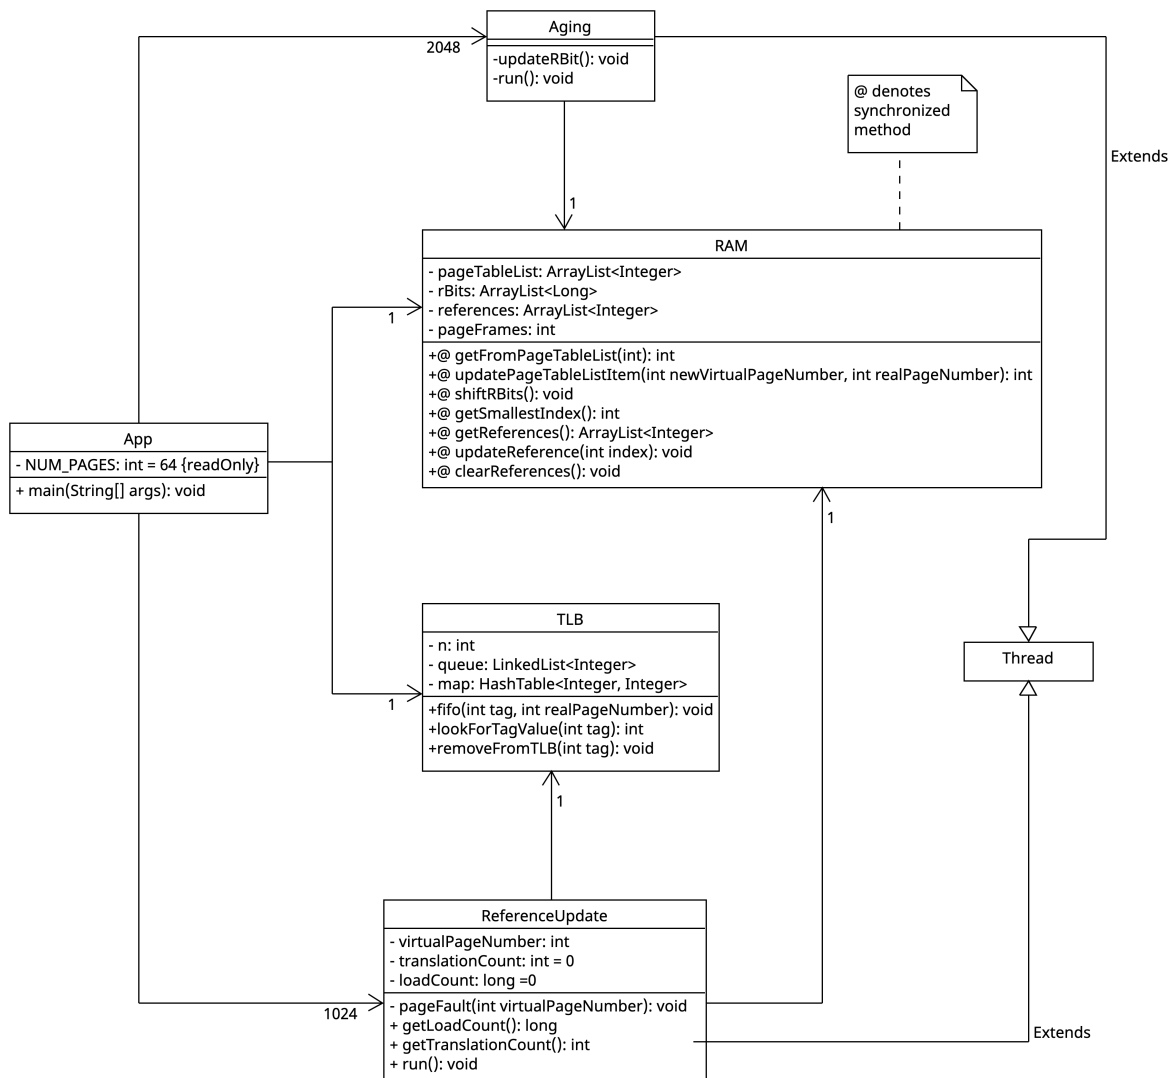 Aging
-updateRBit(): void
-run(): void
2048
@ denotes
synchronized
method
Extends
1
RAM
- pageTableList: ArrayList<Integer>
- rBits: ArrayList<Long>
- references: ArrayList<Integer>
- pageFrames: int
+@ getFromPageTableList(int): int
+@ updatePageTableListItem(int newVirtualPageNumber, int realPageNumber): int
+@ shiftRBits(): void
+@ getSmallestIndex(): int
+@ getReferences(): ArrayList<Integer>
+@ updateReference(int index): void
+@ clearReferences(): void
1
App
- NUM_PAGES: int = 64 {readOnly}
+ main(String[] args): void
1
TLB
- n: int
- queue: LinkedList<Integer>
- map: HashTable<Integer, Integer>
+fifo(int tag, int realPageNumber): void
+lookForTagValue(int tag): int
+removeFromTLB(int tag): void
1
Thread
1
ReferenceUpdate
- virtualPageNumber: int
- translationCount: int = 0
- loadCount: long =0
- pageFault(int virtualPageNumber): void
+ getLoadCount(): long
+ getTranslationCount(): int
+ run(): void
1024
Extends